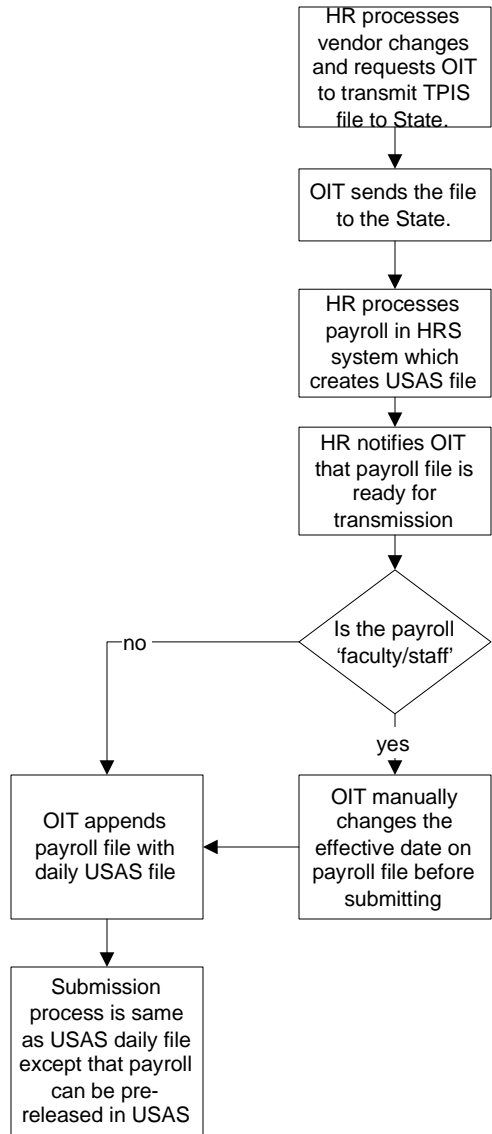 HR processes
vendor changes
and requests OIT
to transmit TPIS
file to State.
OIT sends the file
to the State.
HR processes
payroll in HRS
system which
creates USAS file
HR notifies OIT
that payroll file is
ready for
transmission
Is the payroll
‘faculty/staff’
no
yes
OIT manually
changes the
effective date on
payroll file before
submitting
OIT appends
payroll file with
daily USAS file
Submission
process is same
as USAS daily file
except that payroll
can be pre-
released in USAS